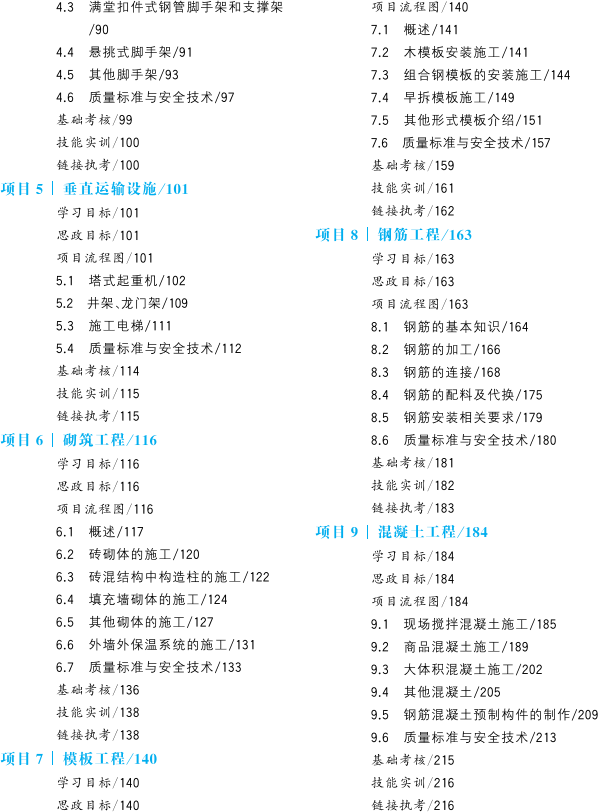 4.3 满堂扣件式钢管脚手架和支撑架
/90
4.4 悬挑式脚手架/91
4.5 其他脚手架/93
4.6 质量标准与安全技术/97
基础考核/99
技能实训/100
链接执考/100
项目 5 | 垂直运输设施/101
学习目标/101
思政目标/101
项目流程图/101
5.1 塔式起重机/102
5.2 井架、龙门架/109
5.3 施工电梯/111
5.4 质量标准与安全技术/112
基础考核/114
技能实训/115
链接执考/115
项目 6 | 砌筑工程/116
学习目标/116
思政目标/116
项目流程图/116
6.1 概述/117
6.2 砖砌体的施工/120
6.3 砖混结构中构造柱的施工/122
6.4 填充墙砌体的施工/124
6.5 其他砌体的施工/127
6.6 外墙外保温系统的施工/131
6.7 质量标准与安全技术/133
基础考核/136
技能实训/138
链接执考/138
项目 7 | 模板工程/140
学习目标/140
思政目标/140
项目流程图/140
7.1 概述/141
7.2 木模板安装施工/141
7.3 组合钢模板的安装施工/144
7.4 早拆模板施工/149
7.5 其他形式模板介绍/151
7.6 质量标准与安全技术/157
基础考核/159
技能实训/161
链接执考/162
项目 8 | 钢筋工程/163
学习目标/163
思政目标/163
项目流程图/163
8.1 钢筋的基本知识/164
8.2 钢筋的加工/166
8.3 钢筋的连接/168
8.4 钢筋的配料及代换/175
8.5 钢筋安装相关要求/179
8.6 质量标准与安全技术/180
基础考核/181
技能实训/182
链接执考/183
项目 9 | 混凝土工程/184
学习目标/184
思政目标/184
项目流程图/184
9.1 现场搅拌混凝土施工/185
9.2 商品混凝土施工/189
9.3 大体积混凝土施工/202
9.4 其他混凝土/205
9.5 钢筋混凝土预制构件的制作/209
9.6 质量标准与安全技术/213
基础考核/215
技能实训/216
链接执考/216